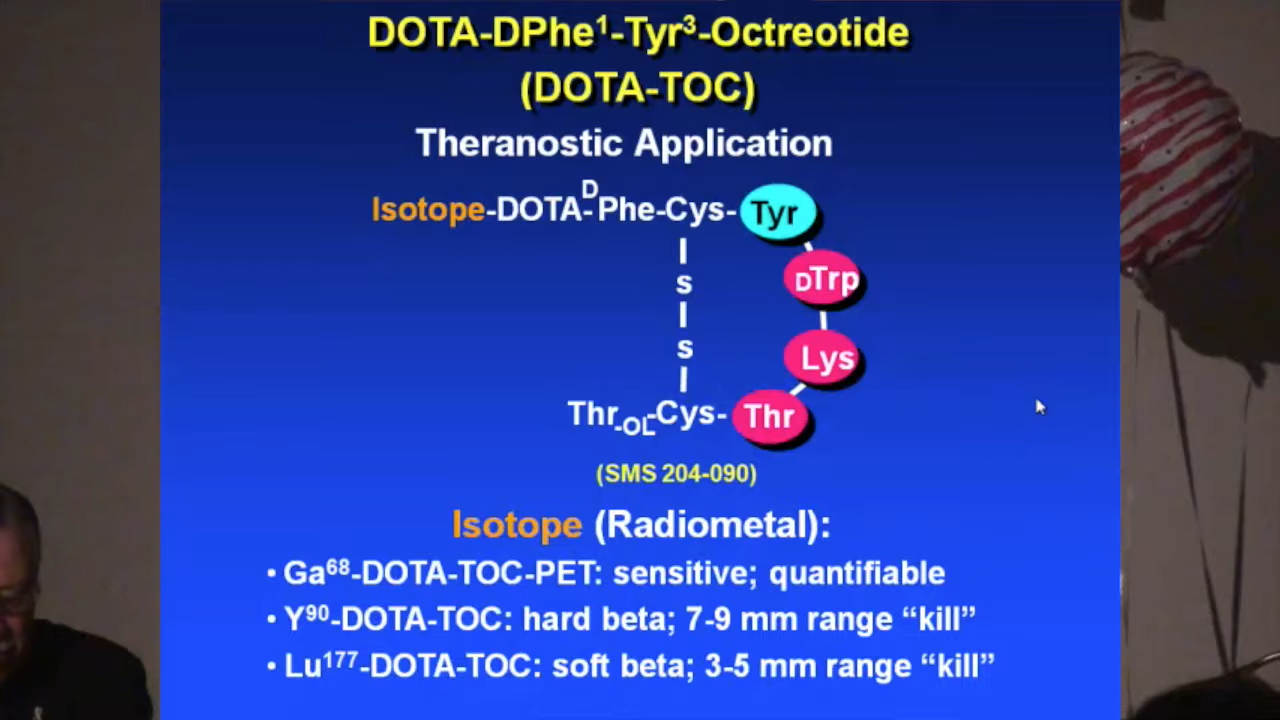 DOTA-DPhe¹-Tyr³-Octreotide
(DOTA-TOC)
Theranostic Application
Isotope-DOTA-DPhe-Cys-Tyr
DTrp
S
S
Lys
Thr-OL-Cys-Thr
(SMS 204-090)
Isotope (Radiometal):
• Ga⁶⁸-DOTA-TOC-PET: sensitive; quantifiable
• Y⁹⁰-DOTA-TOC: hard beta; 7-9 mm range “kill”
• Lu¹⁷⁷-DOTA-TOC: soft beta; 3-5 mm range “kill”